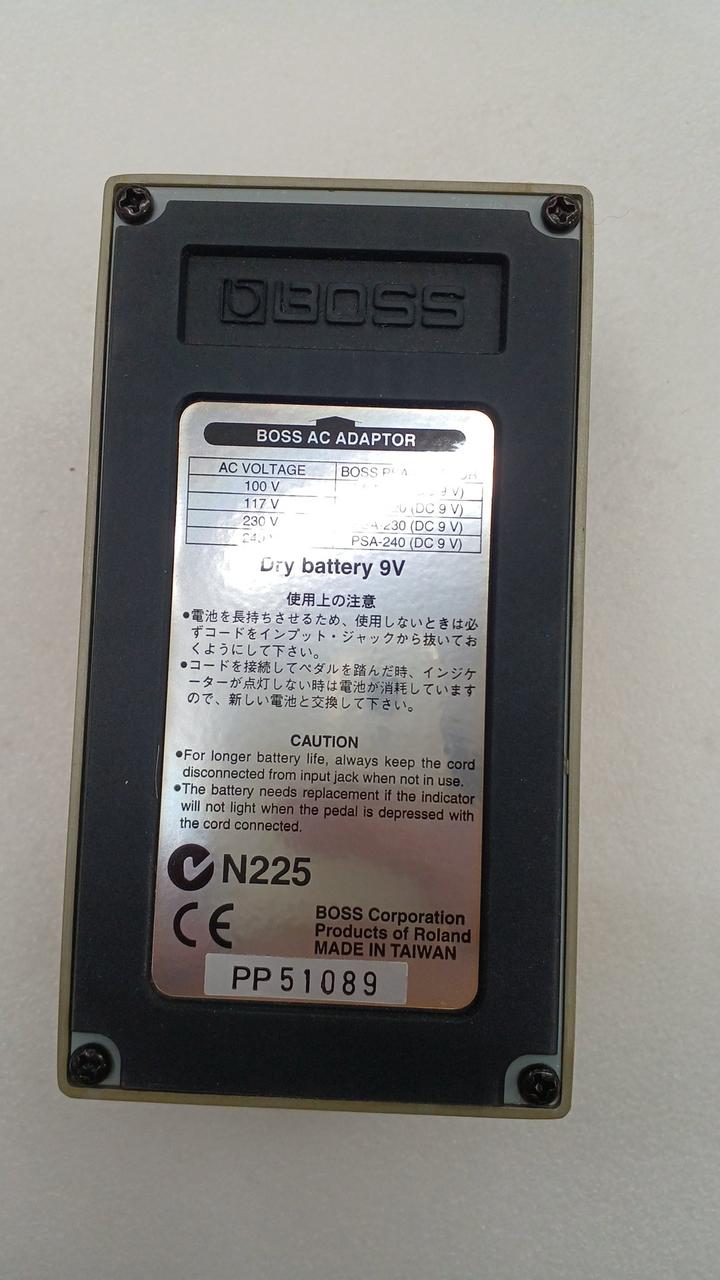 BOSS
BOSS AC ADAPTOR
AC VOLTAGE BOSS
100 V 9 V)
117 V (DC 9 V)
230 V -230 (DC 9 V)
PSA-240 (DC 9 V)
Dry battery 9V
使用上の注意
●電池を長持ちさせるため、使用しないときは必
ずコードをインプット・ジャックから抜いてお
くようにして下さい。
●コードを接続してペダルを踏んだ時、インジケ
ーターが点灯しない時は電池が消耗しています
ので、新しい電池と交換して下さい。
CAUTION
●For longer battery life, always keep the cord
disconnected from input jack when not in use.
●The battery needs replacement if the indicator
will not light when the pedal is depressed with
the cord connected.
N225
CE
BOSS Corporation
Products of Roland
MADE IN TAIWAN
PP51089